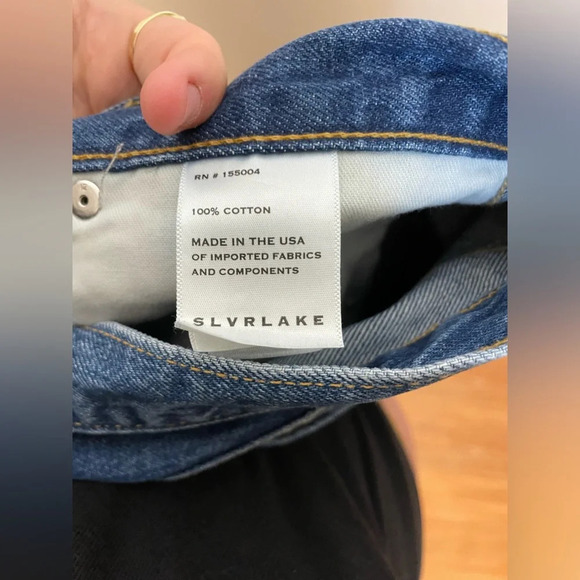 RN # 155004
100% COTTON
MADE IN THE USA
OF IMPORTED FABRICS
AND COMPONENTS
SLVRLAKE